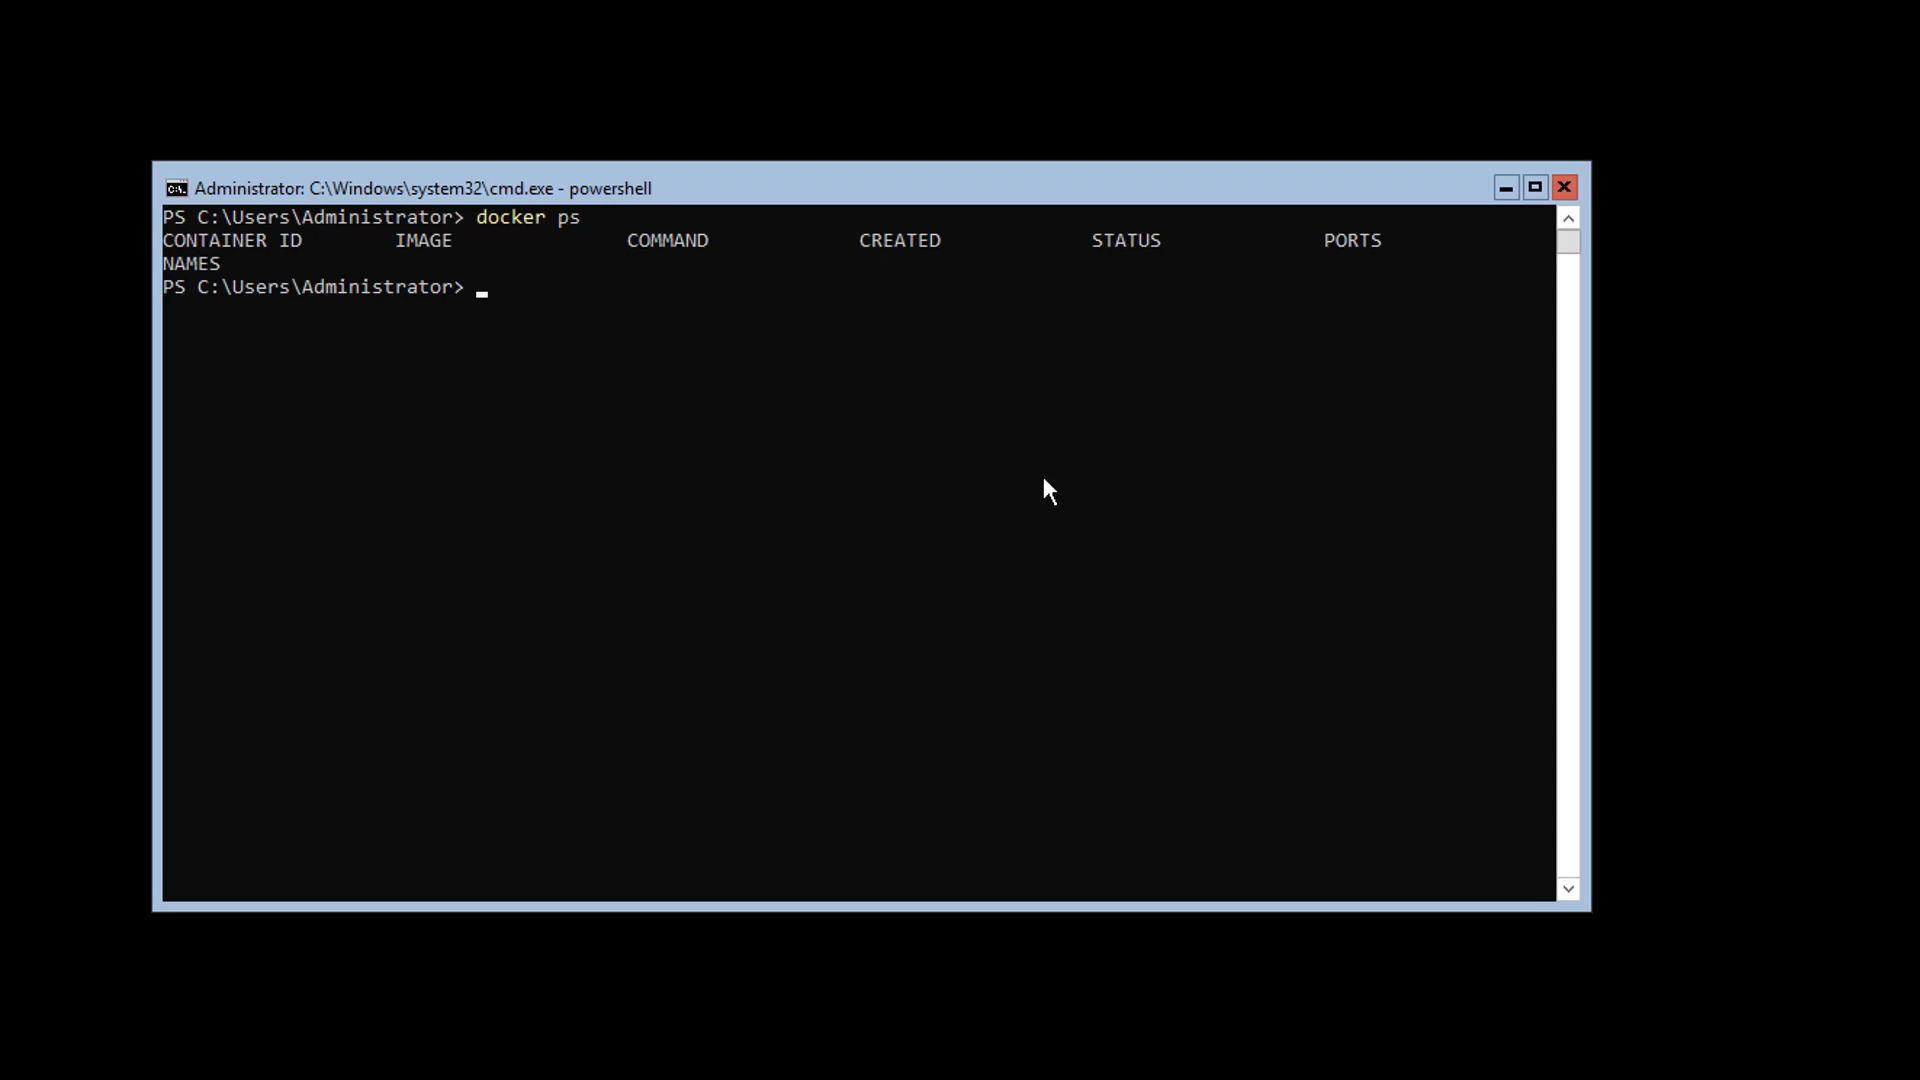 Administrator: C:\Windows\system32\cmd.exe - powershell
PS C:\Users\Administrator> docker ps
CONTAINER ID        IMAGE               COMMAND             CREATED             STATUS              PORTS
NAMES
PS C:\Users\Administrator>